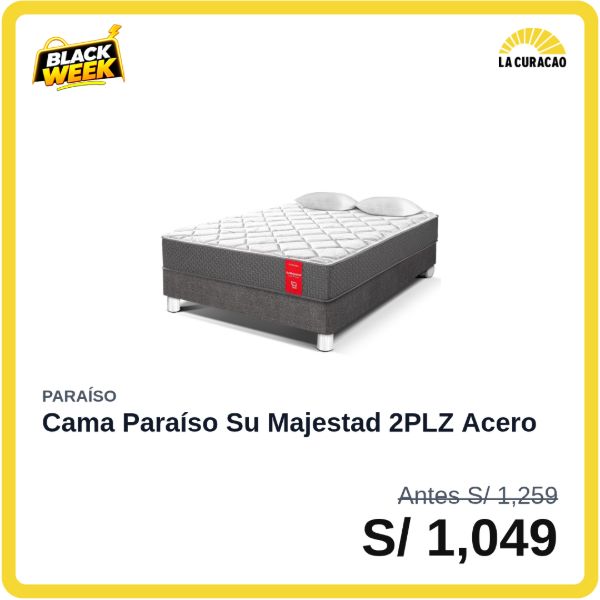 BLACK
WEEK
LA CURACAO
PARAÍSO
Cama Paraíso Su Majestad 2PLZ Acero
Antes S/ 1,259
S/ 1,049